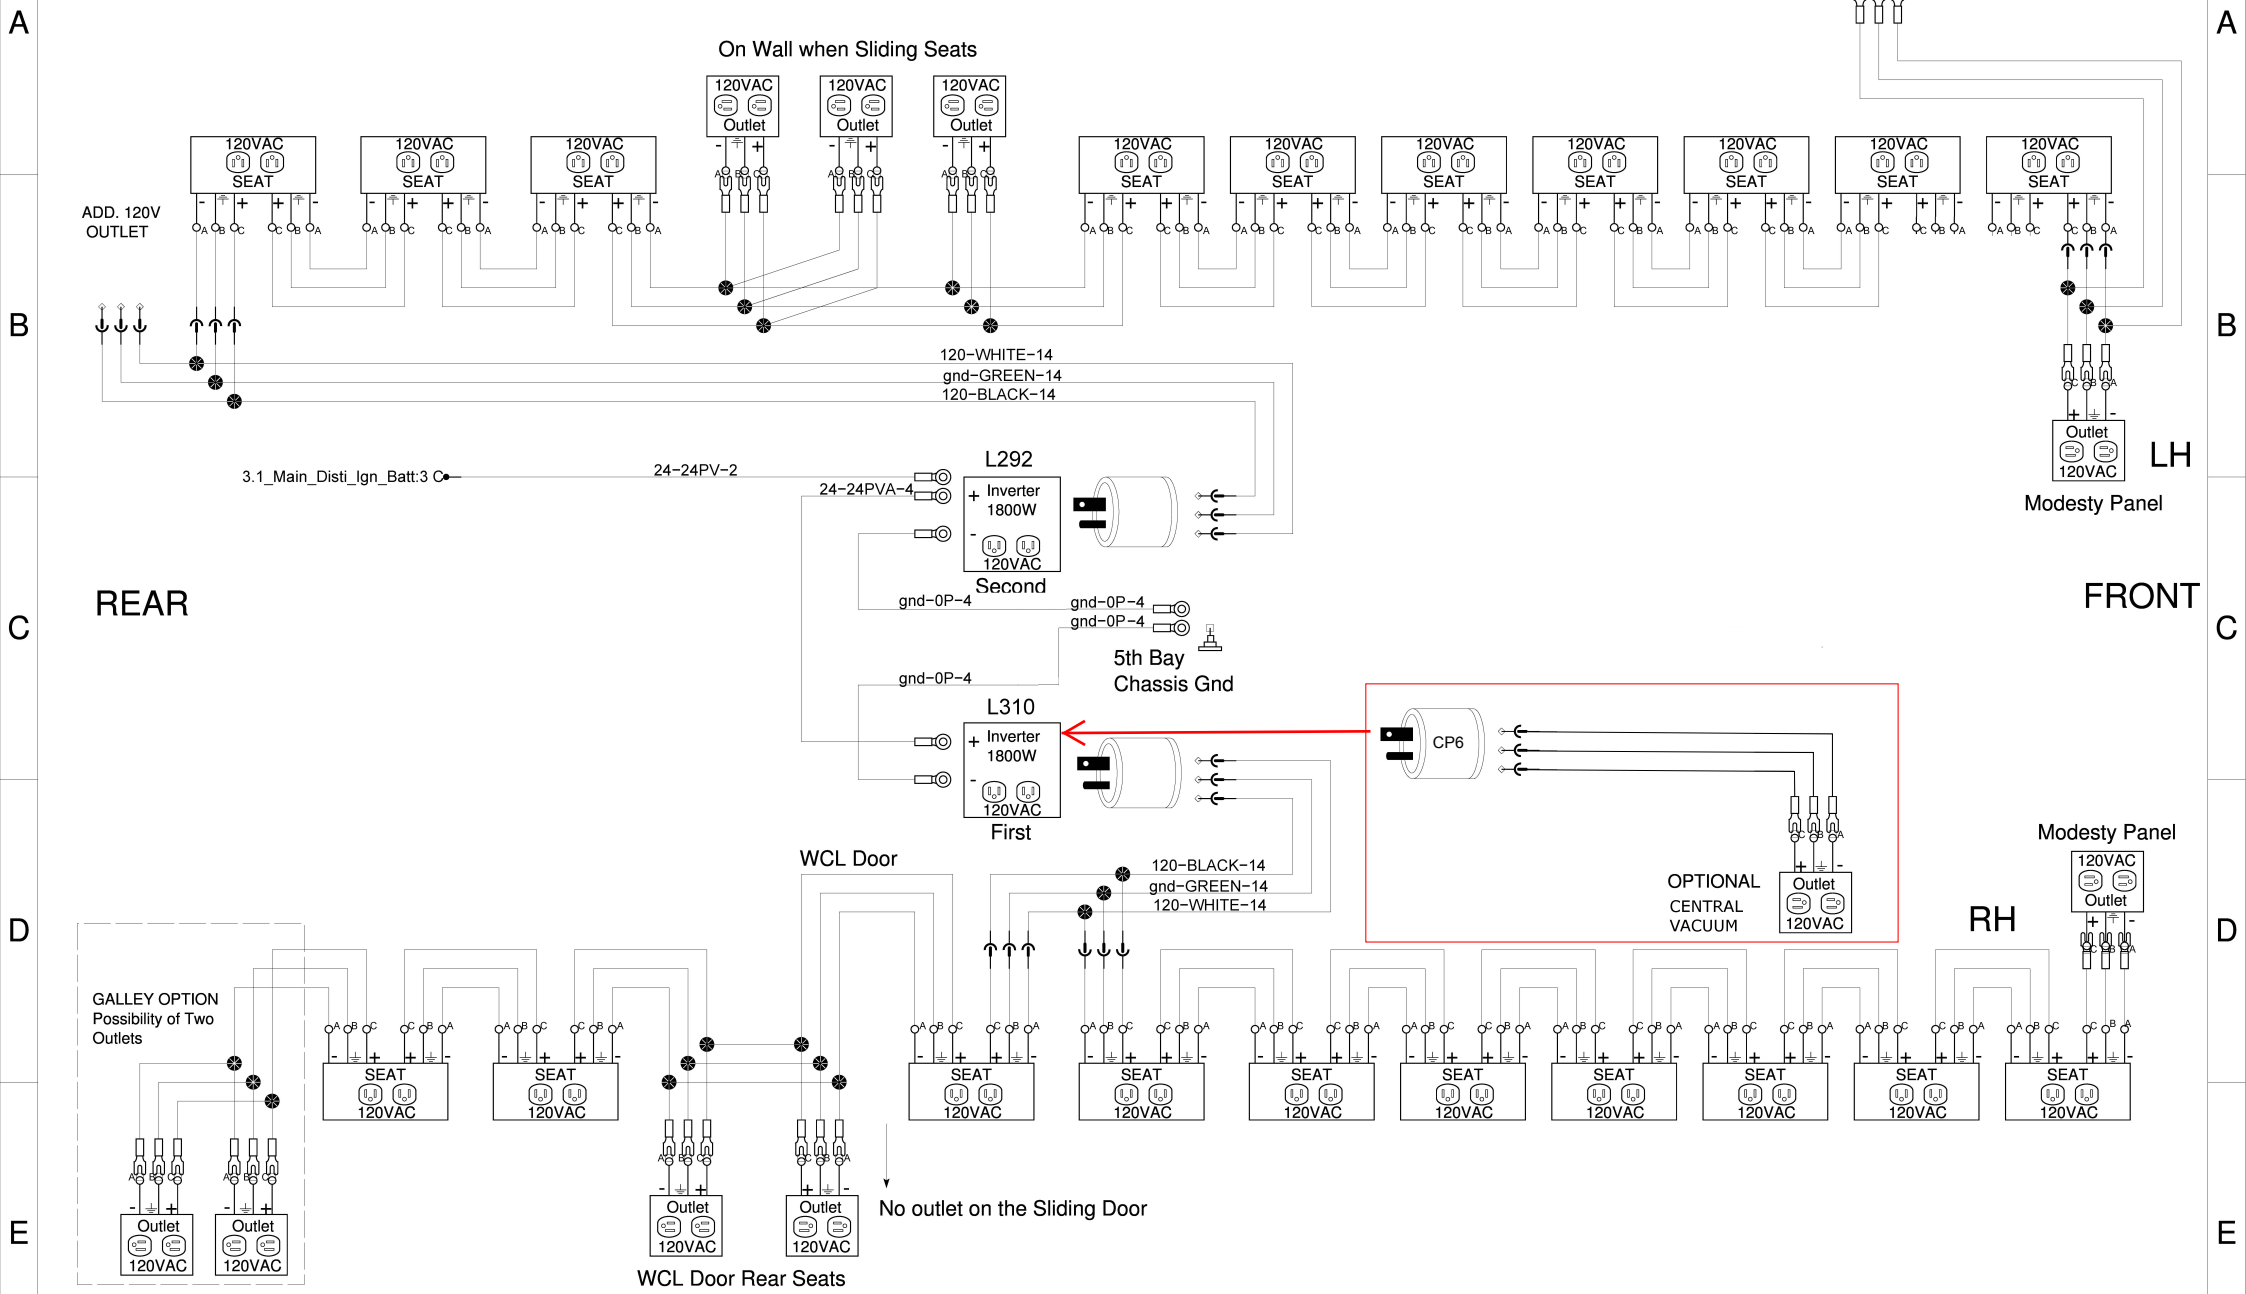 A
A
On Wall when Sliding Seats
120VAC
Outlet
- +
A B C
120VAC
Outlet
- +
A B C
120VAC
Outlet
- +
A B C
120VAC
SEAT
- + + -
A B C C B A
120VAC
SEAT
- + + -
A B C C B A
120VAC
SEAT
- + + -
A B C C B A
120VAC
SEAT
- + + -
A B C C B A
120VAC
SEAT
- + + -
A B C C B A
120VAC
SEAT
- + + -
A B C C B A
120VAC
SEAT
- + + -
A B C C B A
120VAC
SEAT
- + + -
A B C C B A
120VAC
SEAT
- + + -
A B C C B A
120VAC
SEAT
- + + -
A B C C B A
ADD. 120V
OUTLET
B
B
120-WHITE-14
gnd-GREEN-14
120-BLACK-14
C B A
+ -
Outlet
120VAC
LH
Modesty Panel
3.1_Main_Disti_Ign_Batt:3 C
24-24PV-2
24-24PVA-4
L292
+ Inverter
1800W
-
120VAC
Second
REAR
FRONT
C
C
gnd-0P-4
gnd-0P-4
gnd-0P-4
5th Bay
Chassis Gnd
gnd-0P-4
L310
+ Inverter
1800W
-
120VAC
First
CP6
C B A
+ -
OPTIONAL
CENTRAL
VACUUM
Outlet
120VAC
WCL Door
120-BLACK-14
gnd-GREEN-14
120-WHITE-14
Modesty Panel
120VAC
Outlet
+ -
C B A
RH
D
D
GALLEY OPTION
Possibility of Two
Outlets
A B C C B A
- + + -
SEAT
120VAC
A B C C B A
- + + -
SEAT
120VAC
A B C C B A
- + + -
SEAT
120VAC
A B C C B A
- + + -
SEAT
120VAC
A B C C B A
- + + -
SEAT
120VAC
A B C C B A
- + + -
SEAT
120VAC
A B C C B A
- + + -
SEAT
120VAC
A B C C B A
- + + -
SEAT
120VAC
A B C C B A
- + + -
SEAT
120VAC
A B C C B A
- + + -
SEAT
120VAC
A B C
- +
Outlet
120VAC
A B C
- +
Outlet
120VAC
A B C
- +
Outlet
120VAC
C B A
+ -
Outlet
120VAC
WCL Door Rear Seats
No outlet on the Sliding Door
E
E